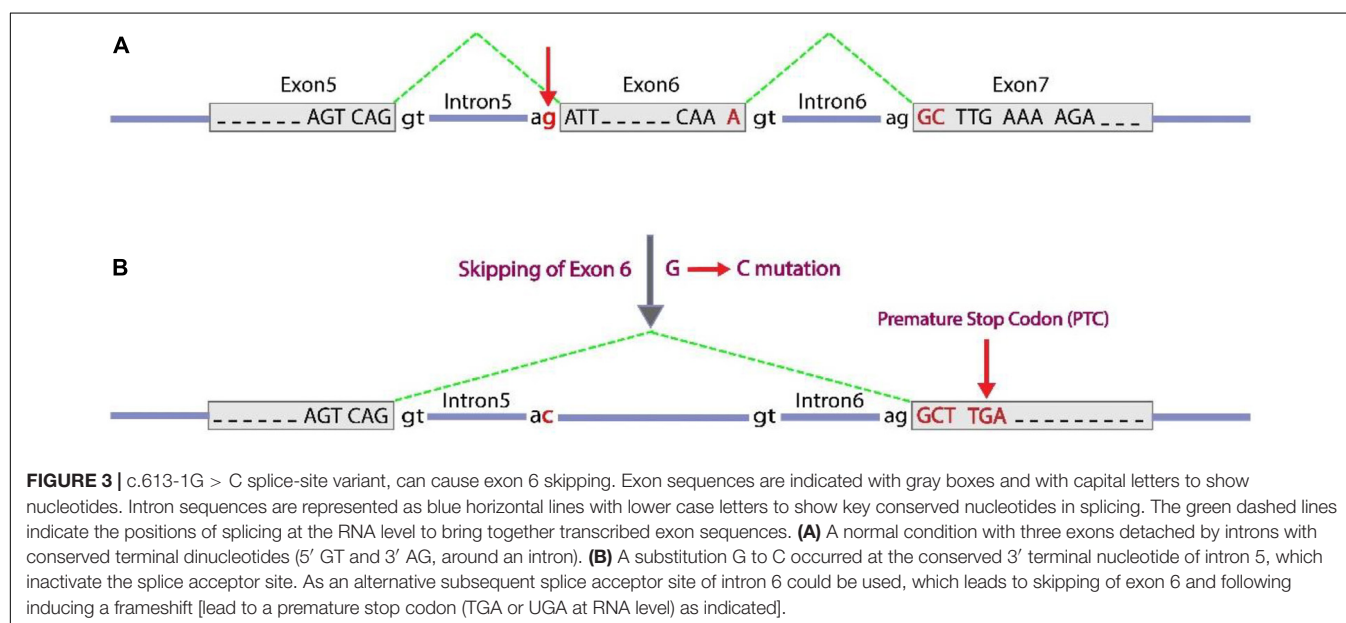 A
Exon5 Exon6 Exon7
_ _ _ _ _ _ AGT CAG gt Intron5 ag ATT_ _ _ _ _ CAA A gt Intron6 ag GC TTG AAA AGA_ _ _
B
Skipping of Exon 6 G C mutation
Premature Stop Codon (PTC)
_ _ _ _ _ _ AGT CAG gt Intron5 ac gt Intron6 ag GCT TGA_ _ _ _ _ _ _ _ _
FIGURE 3 | c.613-1G > C splice-site variant, can cause exon 6 skipping. Exon sequences are indicated with gray boxes and with capital letters to show
nucleotides. Intron sequences are represented as blue horizontal lines with lower case letters to show key conserved nucleotides in splicing. The green dashed lines
indicate the positions of splicing at the RNA level to bring together transcribed exon sequences. (A) A normal condition with three exons detached by introns with
conserved terminal dinucleotides (5′ GT and 3′ AG, around an intron). (B) A substitution G to C occurred at the conserved 3′ terminal nucleotide of intron 5, which
inactivate the splice acceptor site. As an alternative subsequent splice acceptor site of intron 6 could be used, which leads to skipping of exon 6 and following
inducing a frameshift [lead to a premature stop codon (TGA or UGA at RNA level) as indicated].